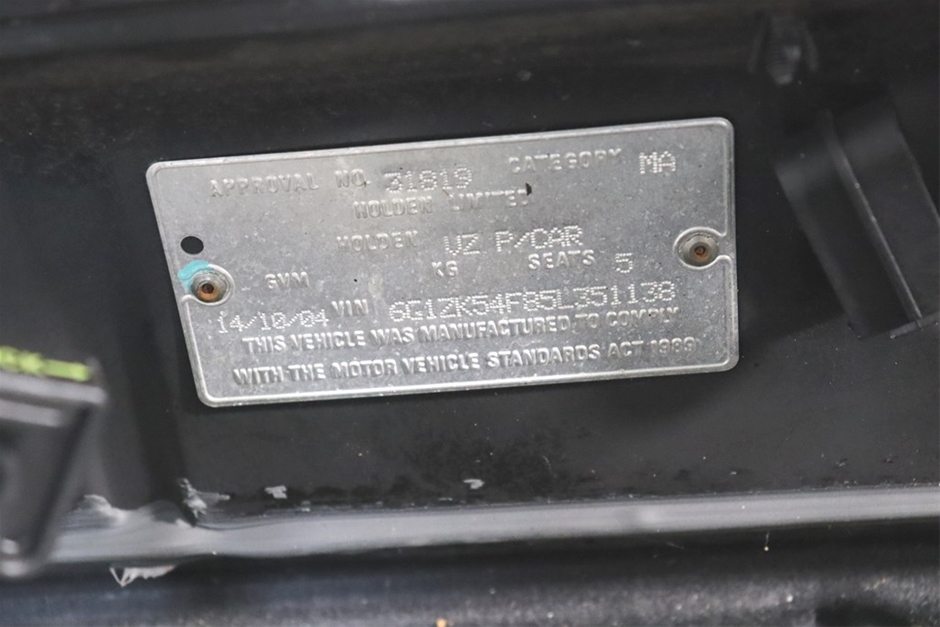 APPROVAL NO. 31819 CATEGORY MA
HOLDEN LIMITED
HOLDEN VZ P/CAR
GVM KG SEATS 5
14/10/04 VIN 6G1ZK54F85L351138
THIS VEHICLE WAS MANUFACTURED TO COMPLY
WITH THE MOTOR VEHICLE STANDARDS ACT 1989